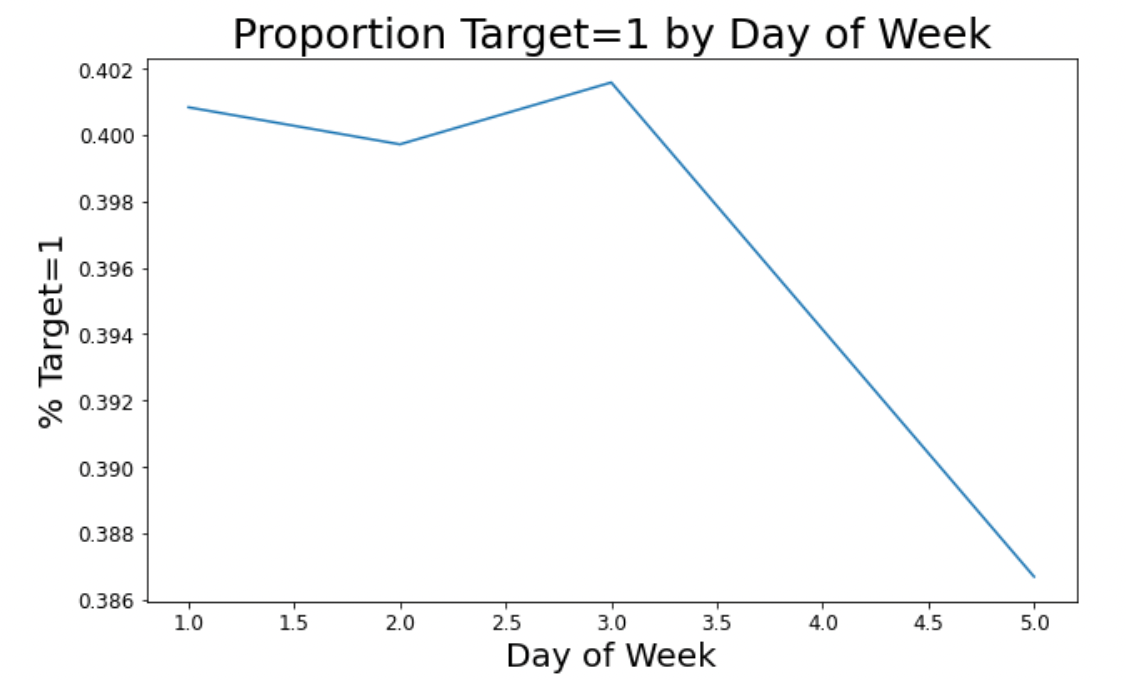 Proportion Target=1 by Day of Week
0.402
0.400
0.398
0.396
0.394
0.392
0.390
0.388
0.386
% Target=1
1.0 1.5 2.0 2.5 3.0 3.5 4.0 4.5 5.0
Day of Week